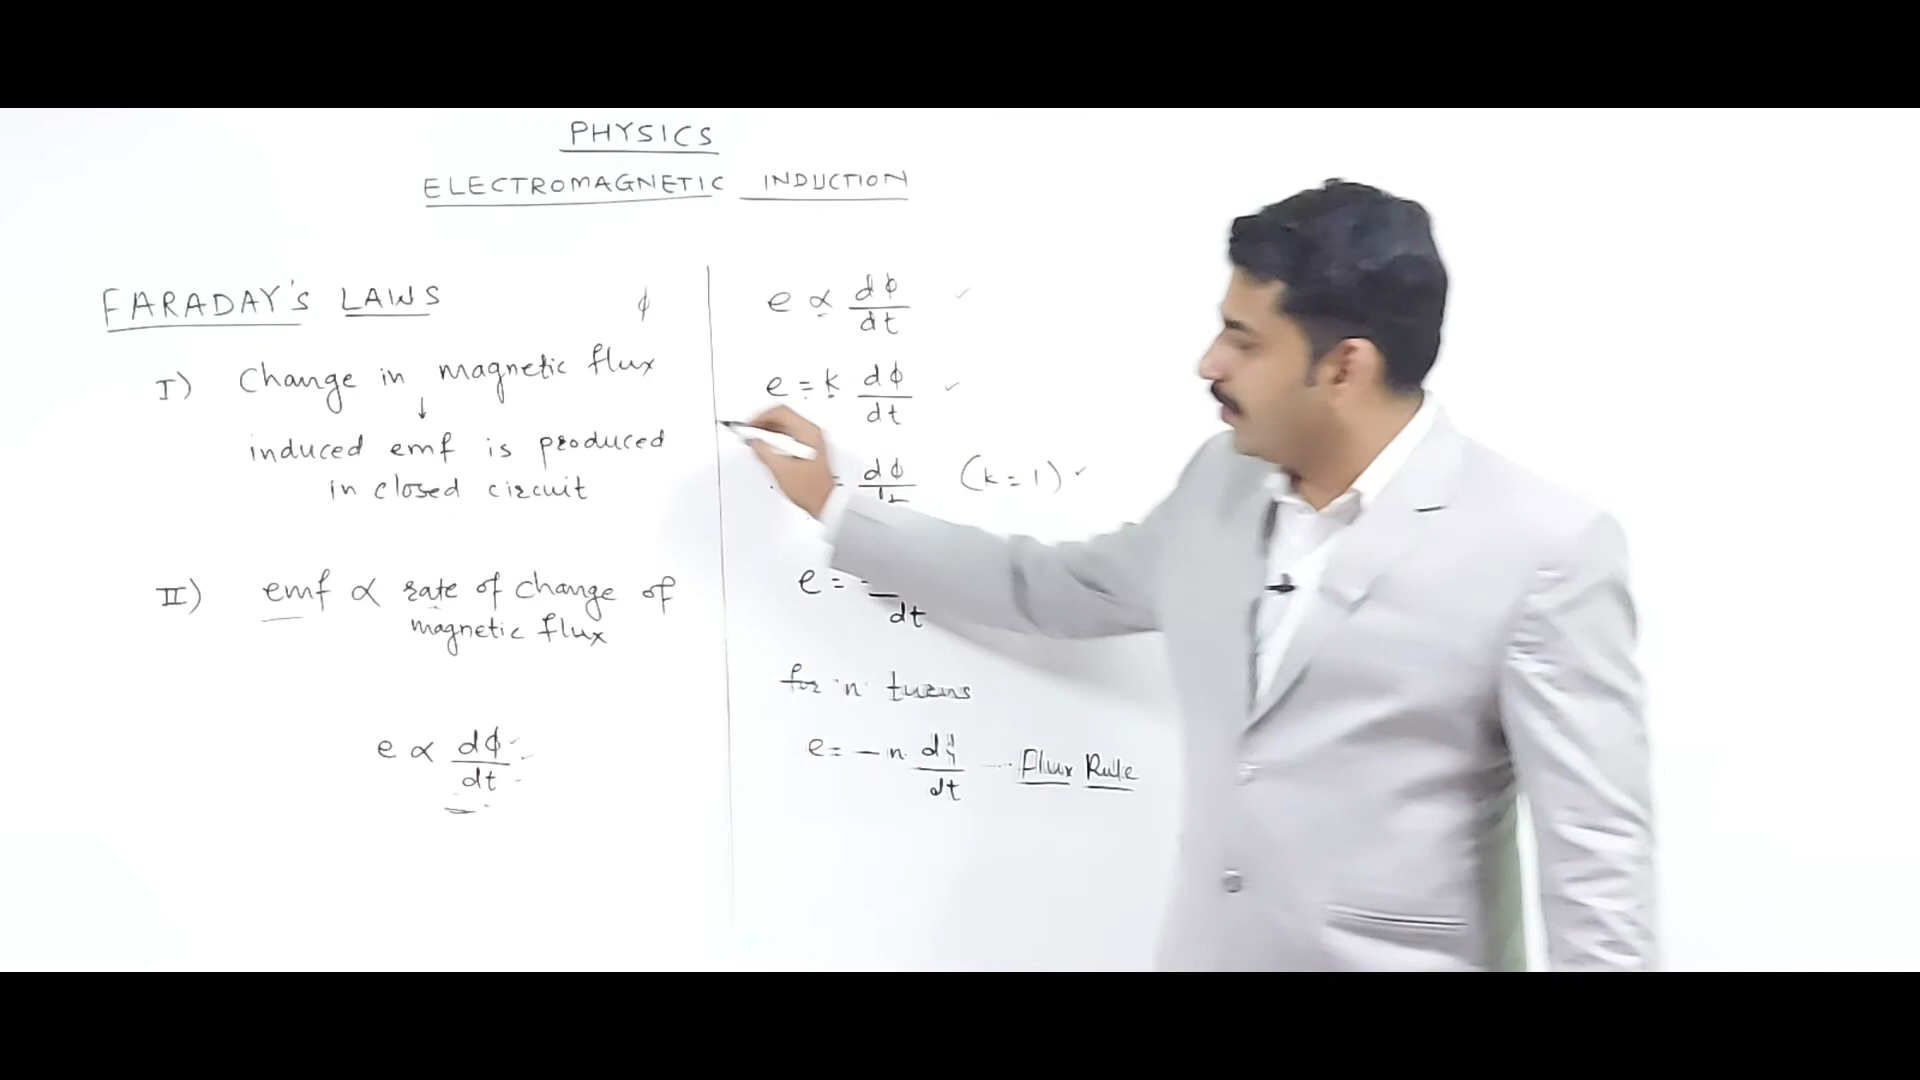 PHYSICS
ELECTROMAGNETIC INDUCTION
FARADAY'S LAWS ϕ
I) Change in magnetic flux
↓
induced emf is produced
in closed circuit
II) emf ∝ rate of change of
magnetic flux
e ∝ dϕ/dt
e ∝ dϕ/dt
e = k dϕ/dt
dϕ/dt (k = 1)
e = dt
for 'n' turns
e = – n dϕ/dt ... Flux Rule